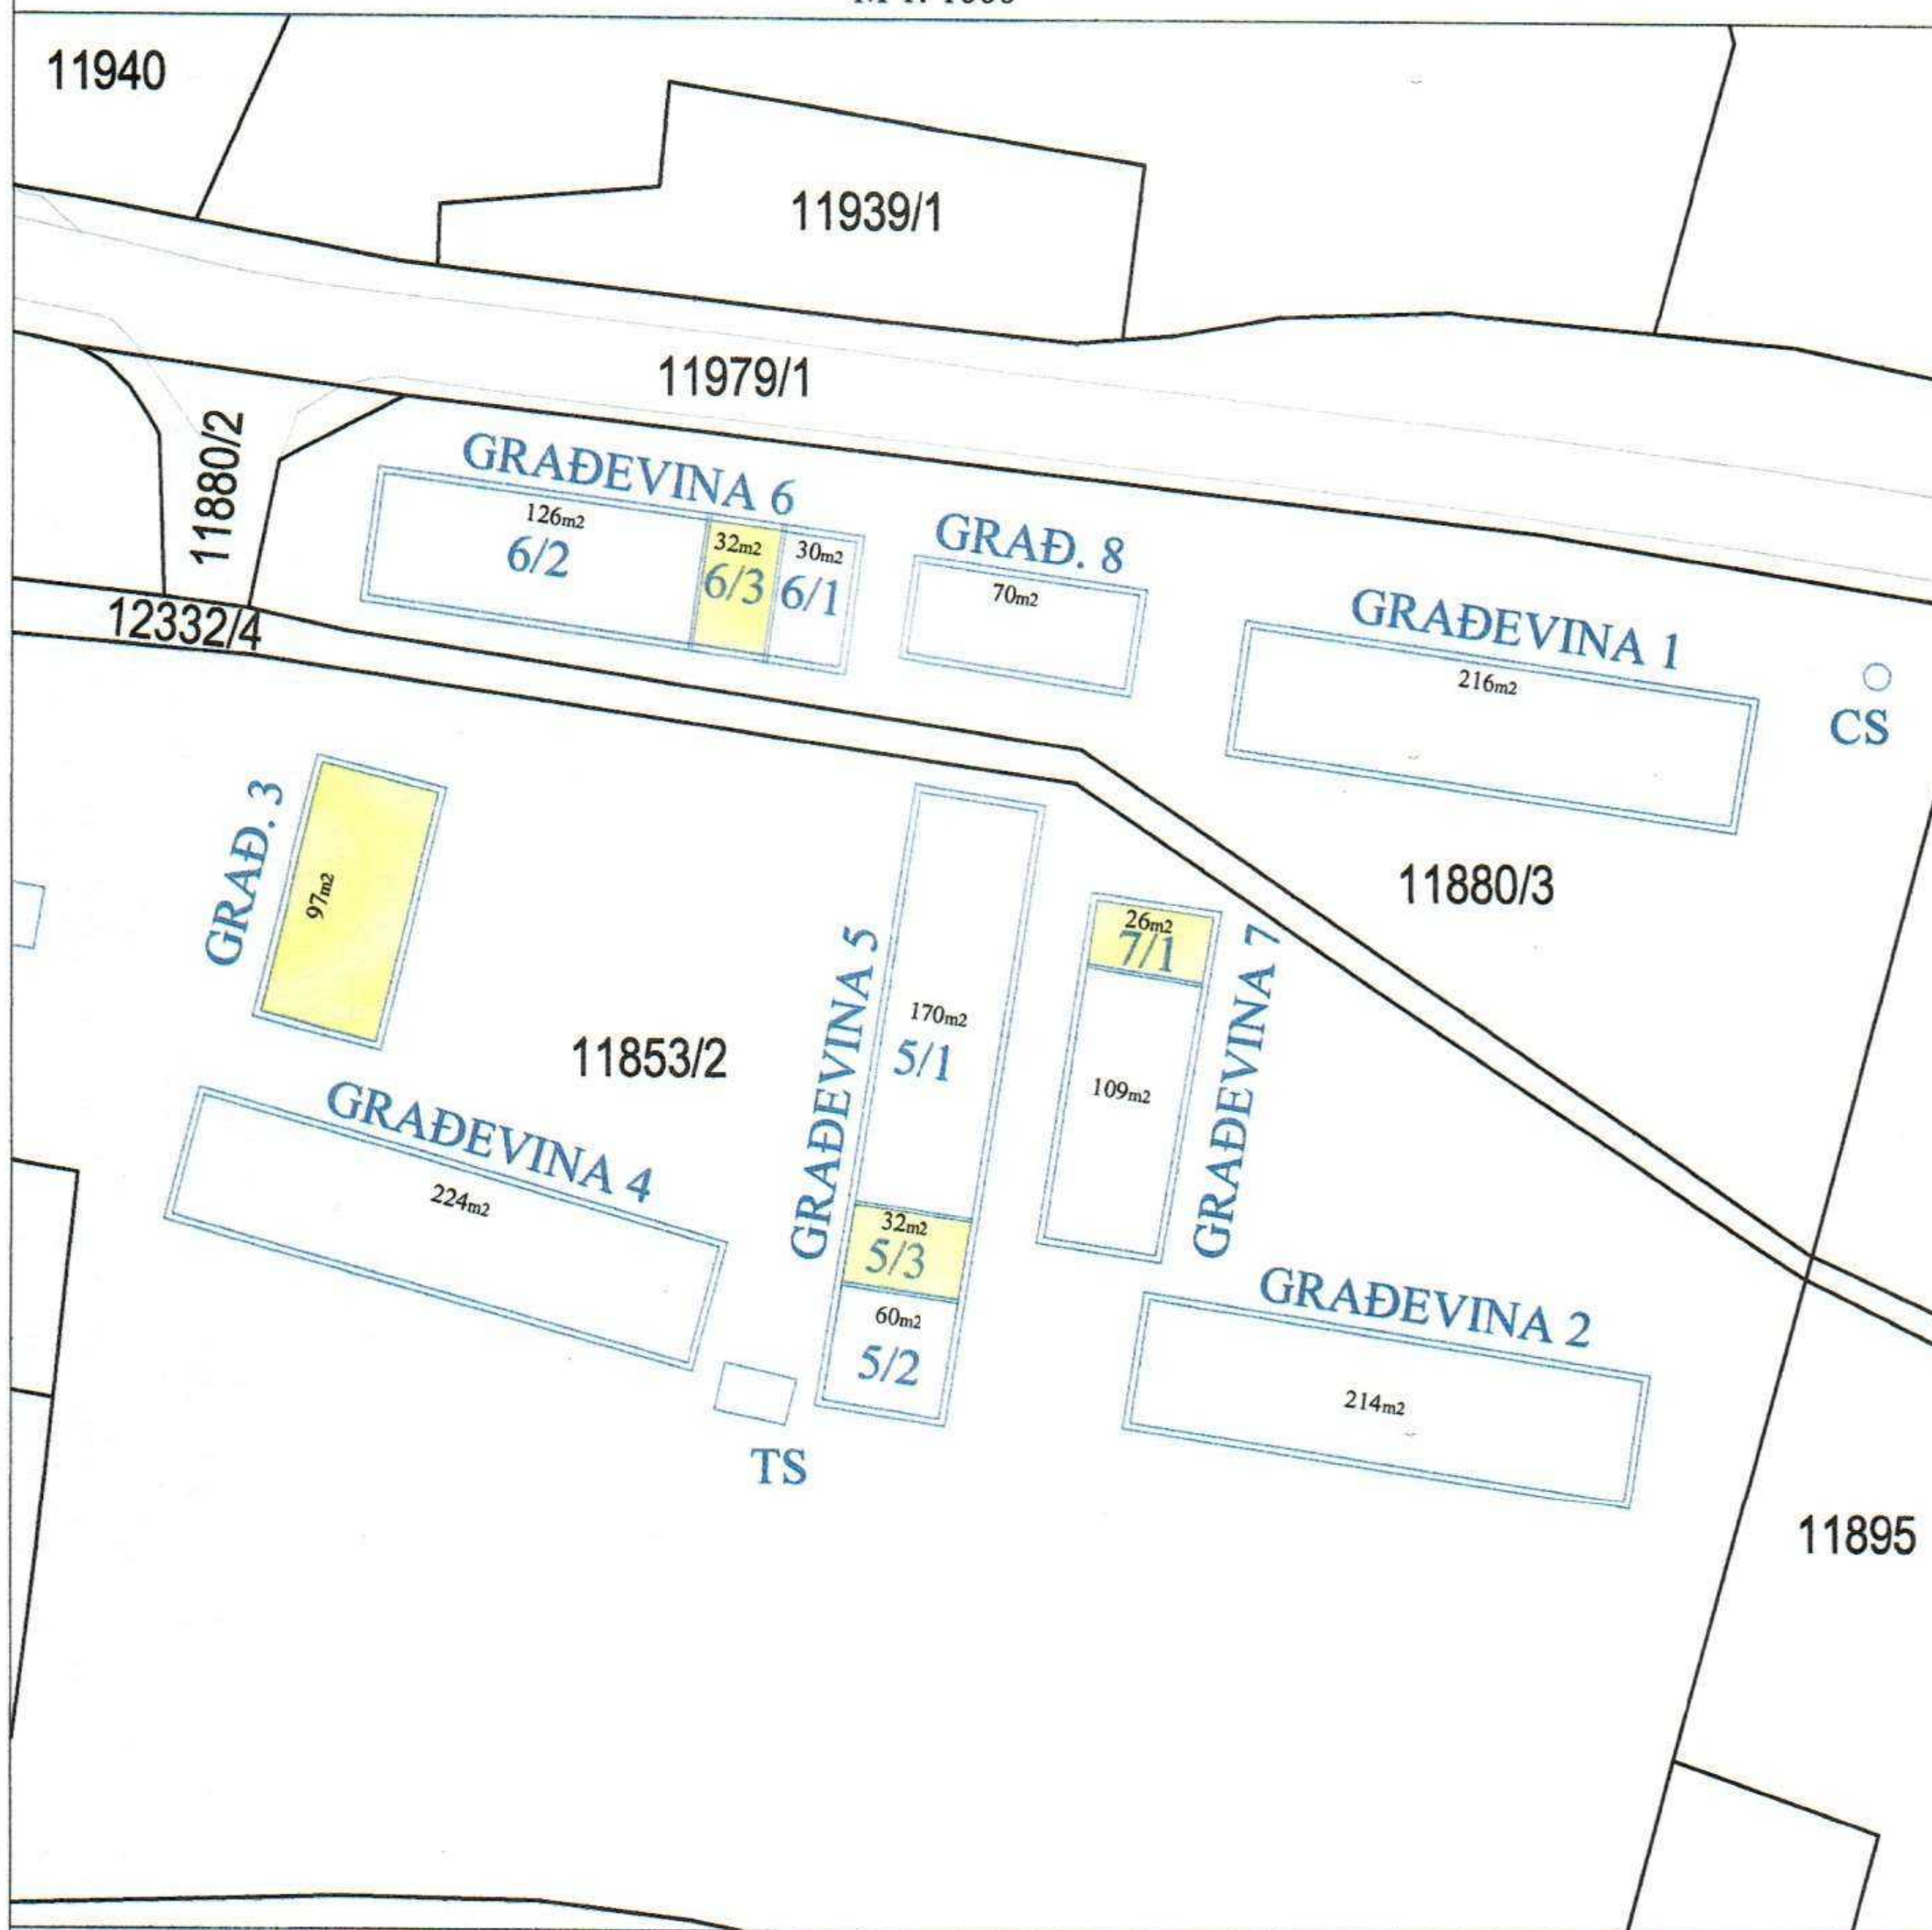 11940
11939/1
11979/1
11880/2
GRAĐEVINA 6
126m2
6/2
32m2
6/3
30m2
6/1
GRAĐ. 8
70m2
GRAĐEVINA 1
216m2
CS
12332/4
GRAĐ. 3
97m2
11880/3
26m2
7/1
GRAĐEVINA 7
109m2
GRAĐEVINA 5
170m2
5/1
11853/2
GRAĐEVINA 4
224m2
32m2
5/3
60m2
5/2
GRAĐEVINA 2
214m2
TS
11895